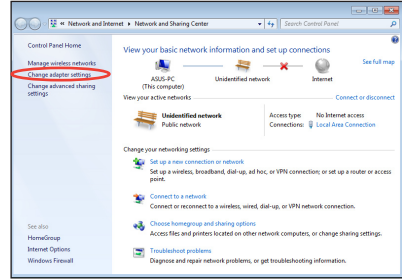 « Network and Internet ▸ Network and Sharing Center
Search Control Panel
Control Panel Home
Manage wireless networks
Change adapter settings
Change advanced sharing
settings
See also
HomeGroup
Internet Options
Windows Firewall
View your basic network information and set up connections
See full map
ASUS-PC
(This computer)
Unidentified network
Internet
View your active networks
Connect or disconnect
Unidentified network
Public network
Access type: No Internet access
Connections: Local Area Connection
Change your networking settings
Set up a new connection or network
Set up a wireless, broadband, dial-up, ad hoc, or VPN connection; or set up a router or access
point.
Connect to a network
Connect or reconnect to a wireless, wired, dial-up, or VPN network connection.
Choose homegroup and sharing options
Access files and printers located on other network computers, or change sharing settings.
Troubleshoot problems
Diagnose and repair network problems, or get troubleshooting information.